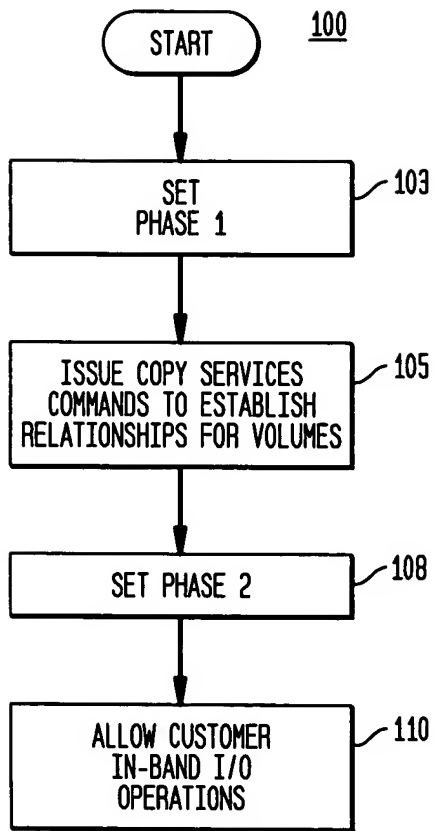 START
100
SET
PHASE 1
103
ISSUE COPY SERVICES
COMMANDS TO ESTABLISH
RELATIONSHIPS FOR VOLUMES
105
SET PHASE 2
108
ALLOW CUSTOMER
IN-BAND I/O
OPERATIONS
110